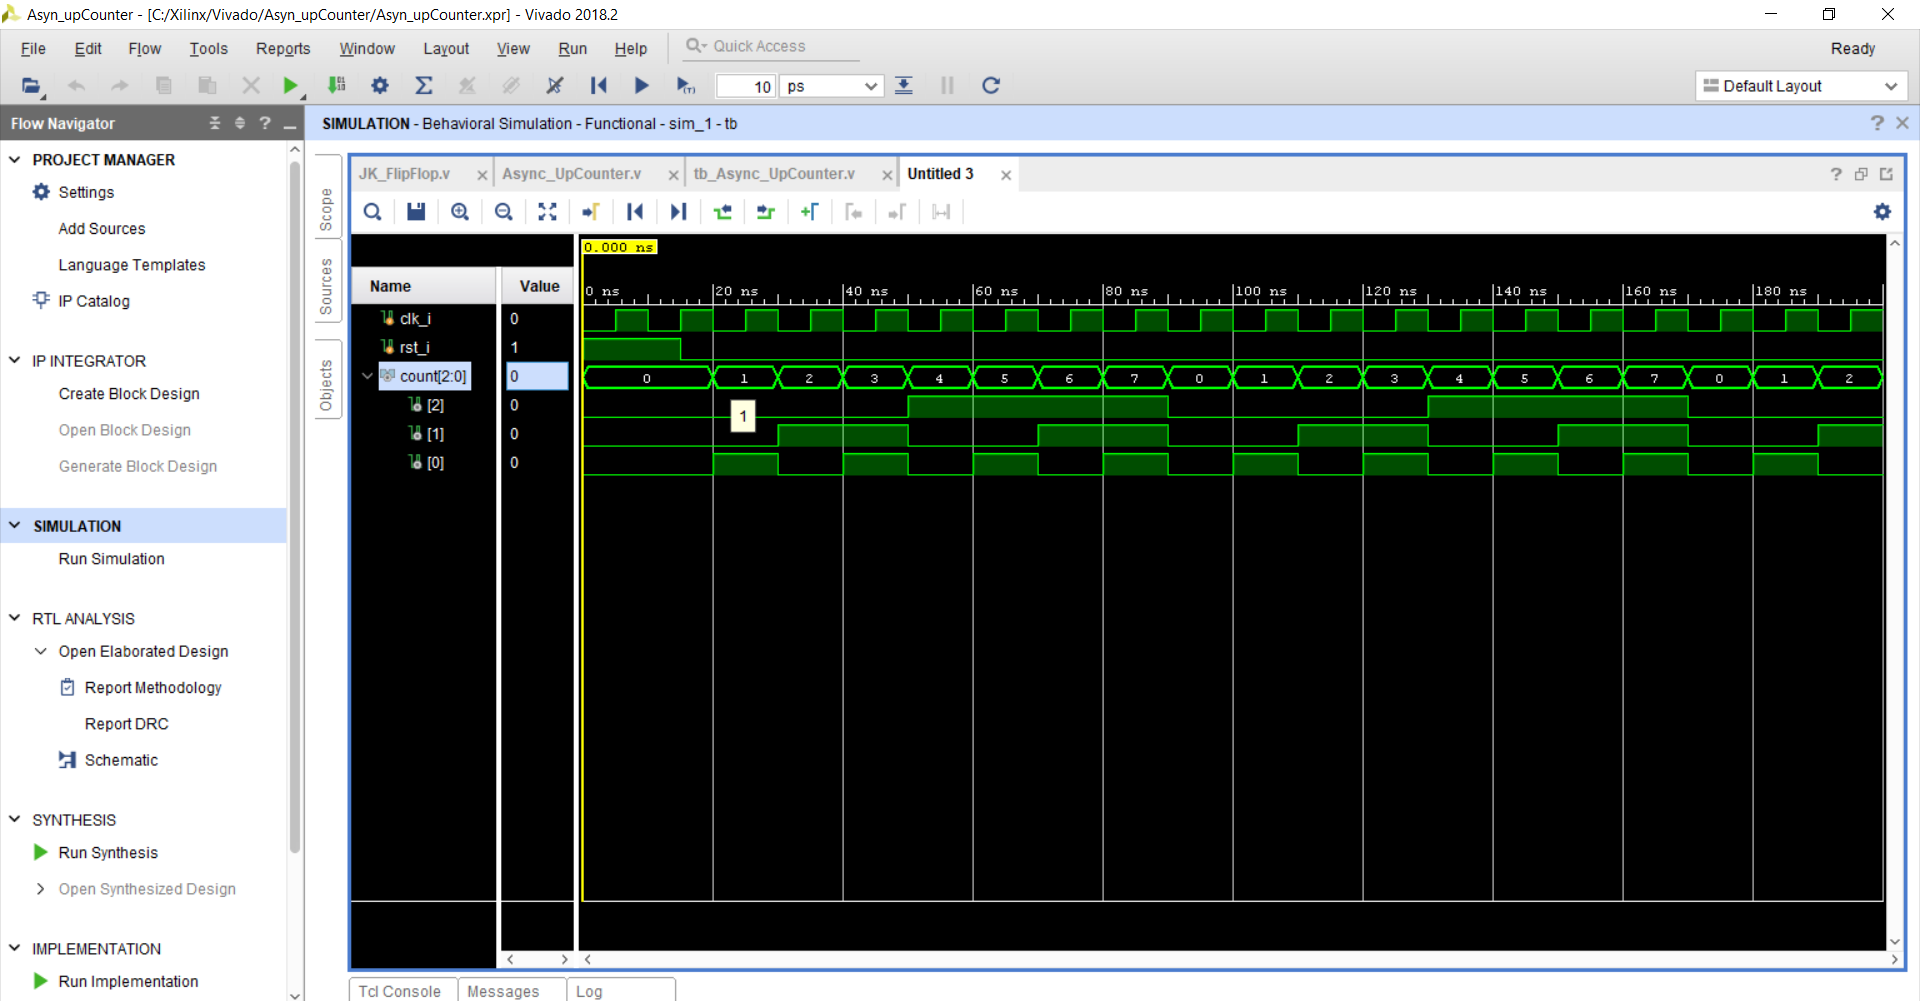 Asyn_upCounter - [C:/Xilinx/Vivado/Asyn_upCounter/Asyn_upCounter.xpr] - Vivado 2018.2
File Edit Flow Tools Reports Window Layout View Run Help Quick Access Ready
10 ps Default Layout
Flow Navigator
SIMULATION - Behavioral Simulation - Functional - sim_1 - tb
PROJECT MANAGER
Settings
Add Sources
Language Templates
IP Catalog
IP INTEGRATOR
Create Block Design
Open Block Design
Generate Block Design
SIMULATION
Run Simulation
RTL ANALYSIS
Open Elaborated Design
Report Methodology
Report DRC
Schematic
SYNTHESIS
Run Synthesis
Open Synthesized Design
IMPLEMENTATION
Run Implementation
Scope
Sources
Objects
JK_FlipFlop.v Async_UpCounter.v tb_Async_UpCounter.v Untitled 3
0.000 ns
Name Value
0 ns 20 ns 40 ns 60 ns 80 ns 100 ns 120 ns 140 ns 160 ns 180 ns
clk_i 0
rst_i 1
count[2:0] 0 0 1 2 3 4 5 6 7 0 1 2 3 4 5 6 7 0 1 2
[2] 0
1
[1] 0
[0] 0
Tcl Console Messages Log